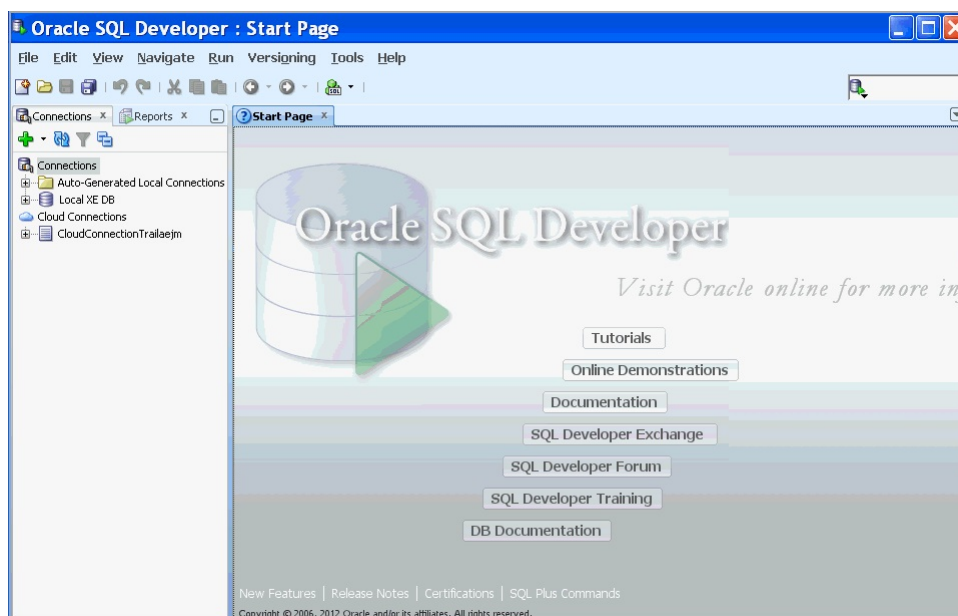 Oracle SQL Developer : Start Page
File Edit View Navigate Run Versioning Tools Help
SQL
Connections x Reports x
Start Page x
Connections
Auto-Generated Local Connections
Local XE DB
Cloud Connections
CloudConnectionTrailaejm
Oracle SQL Developer
Visit Oracle online for more in
Tutorials
Online Demonstrations
Documentation
SQL Developer Exchange
SQL Developer Forum
SQL Developer Training
DB Documentation
New Features | Release Notes | Certifications | SQL Plus Commands
Copyright © 2006, 2012 Oracle and/or its affiliates. All rights reserved.